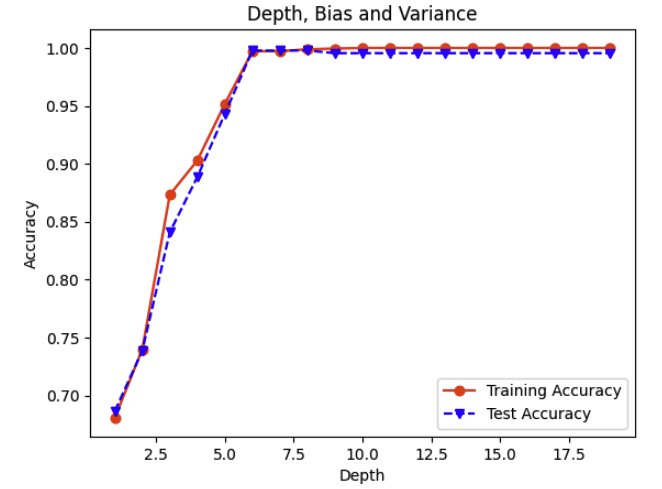 Depth, Bias and Variance
1.00
0.95
0.90
0.85
0.80
0.75
0.70
Accuracy
Training Accuracy
Test Accuracy
2.5 5.0 7.5 10.0 12.5 15.0 17.5
Depth